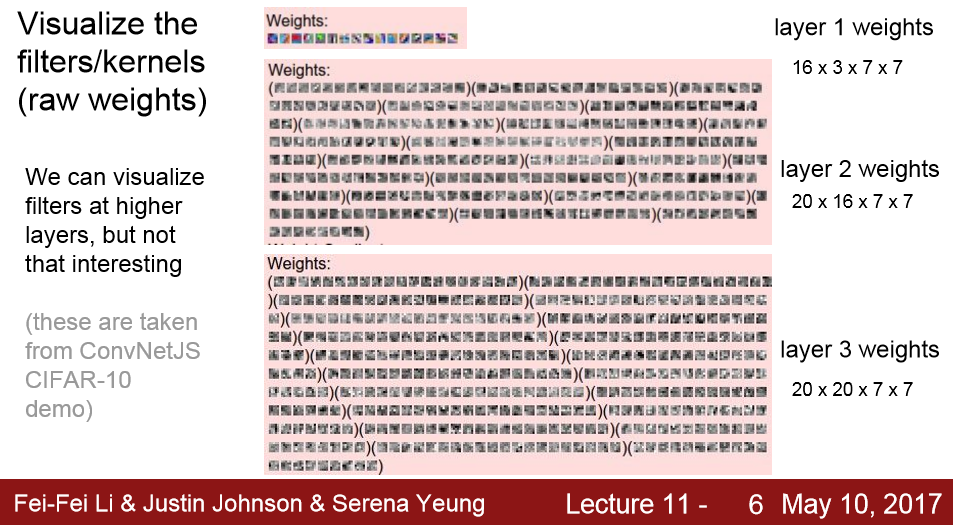 Visualize the
filters/kernels
(raw weights)
We can visualize
filters at higher
layers, but not
that interesting
(these are taken
from ConvNetJS
CIFAR-10
demo)
Weights:
layer 1 weights
16 x 3 x 7 x 7
Weights:
layer 2 weights
20 x 16 x 7 x 7
Weights:
layer 3 weights
20 x 20 x 7 x 7
Fei-Fei Li & Justin Johnson & Serena Yeung Lecture 11 - 6 May 10, 2017